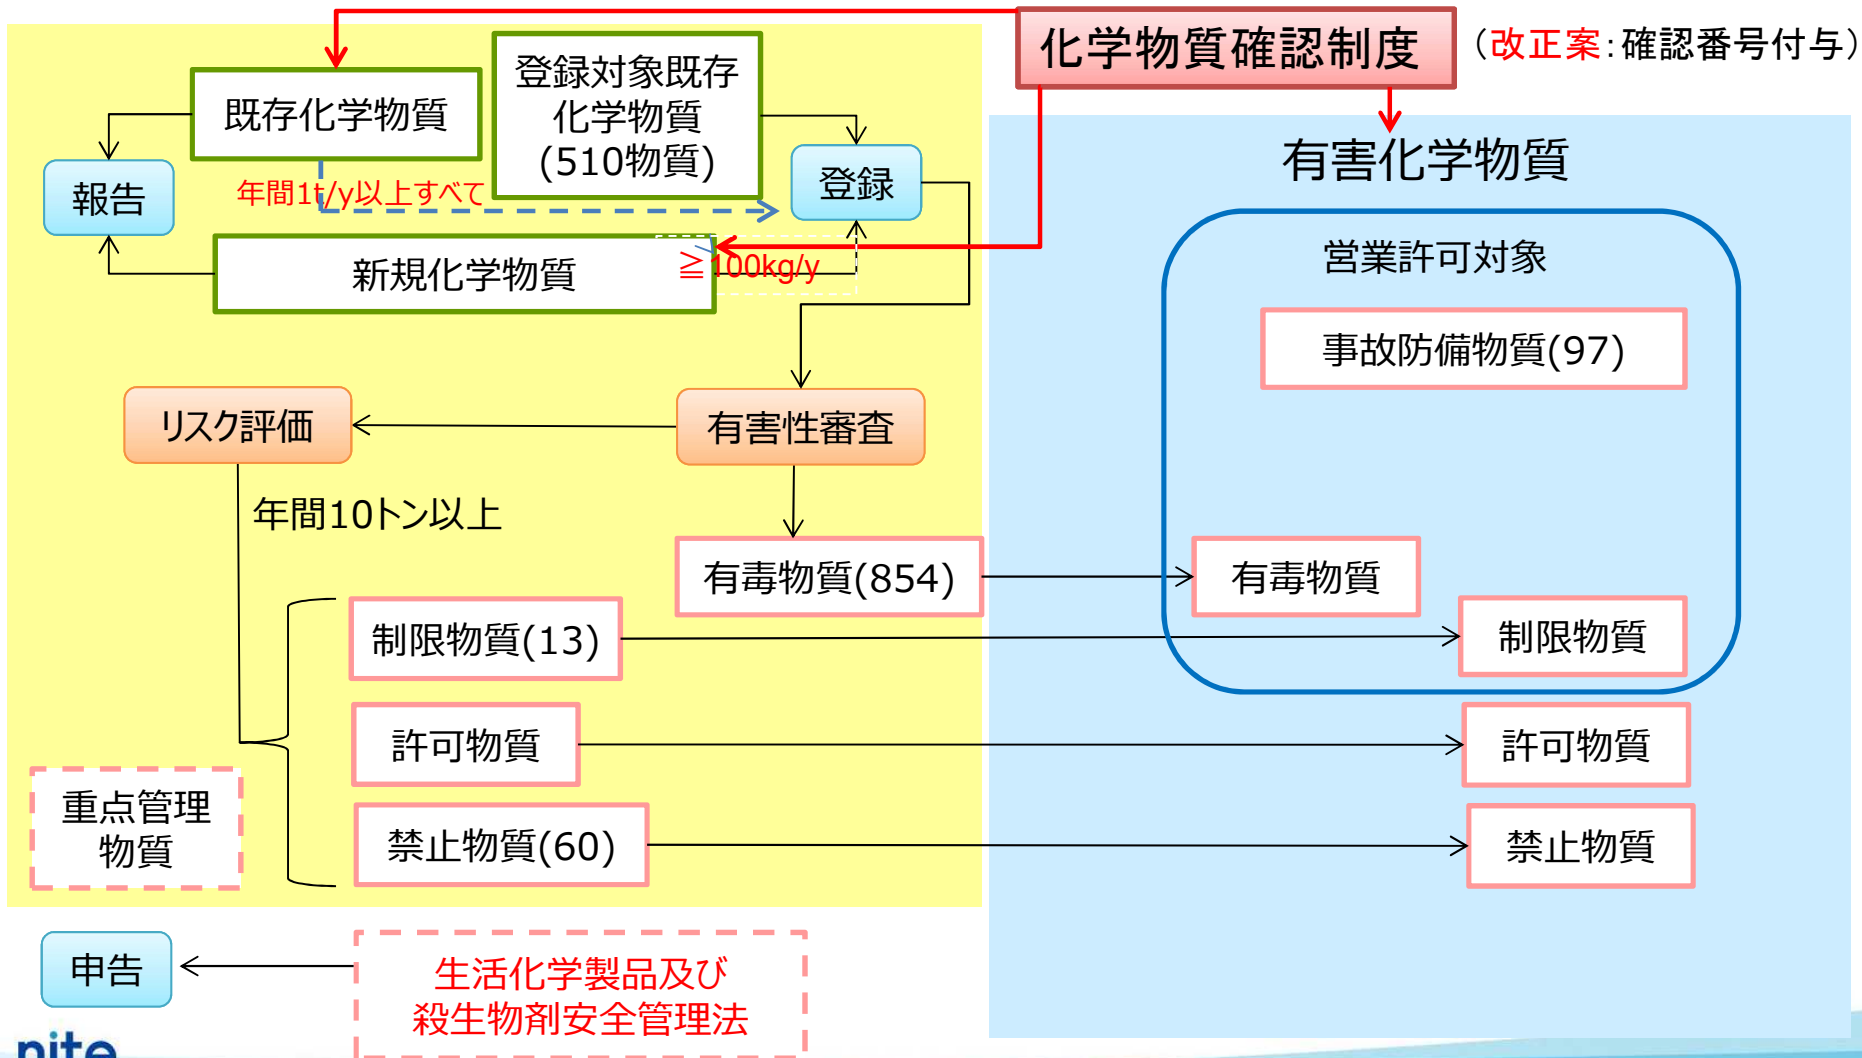 化学物質確認制度
（改正案：確認番号付与）
既存化学物質
登録対象既存
化学物質
(510物質)
報告
年間1t/y以上すべて
登録
新規化学物質
≧100kg/y
リスク評価
有害性審査
年間10トン以上
有毒物質(854)
制限物質(13)
許可物質
禁止物質(60)
重点管理
物質
有害化学物質
営業許可対象
事故防備物質(97)
有毒物質
制限物質
許可物質
禁止物質
申告
生活化学製品及び
殺生物剤安全管理法
nite